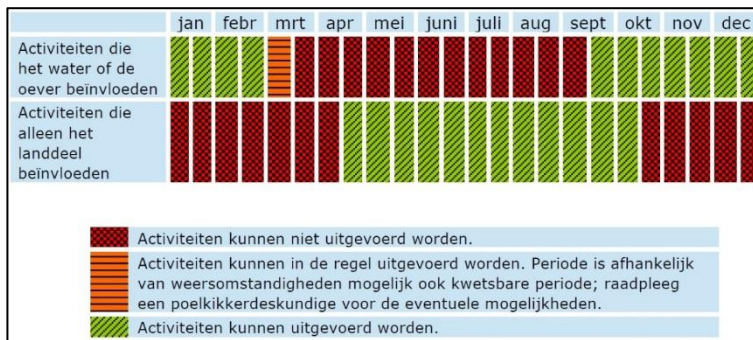 jan febr mrt apr mei juni juli aug sept okt nov dec
Activiteiten die
het water of de
oever beïnvloeden
Activiteiten die
alleen het
landdeel
beïnvloeden
Activiteiten kunnen niet uitgevoerd worden.
Activiteiten kunnen in de regel uitgevoerd worden. Periode is afhankelijk
van weersomstandigheden mogelijk ook kwetsbare periode; raadpleeg
een poelkikkerdeskundige voor de eventuele mogelijkheden.
Activiteiten kunnen uitgevoerd worden.